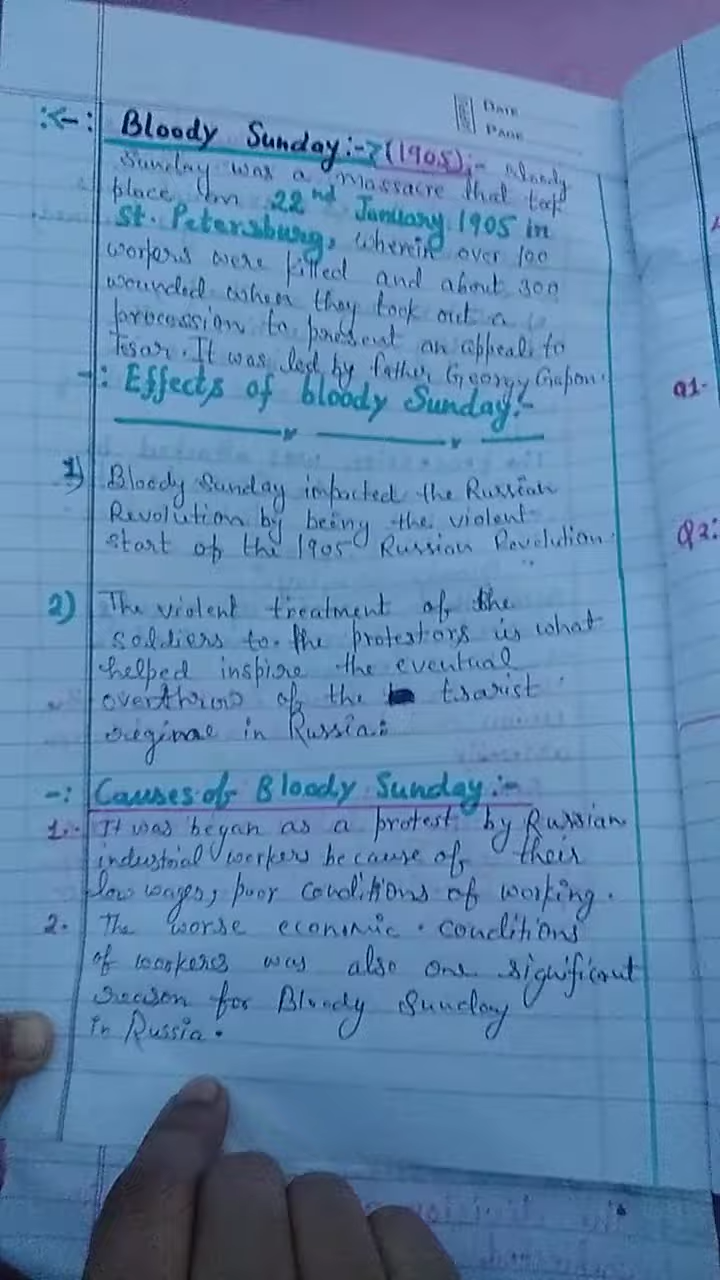 DATE
PAGE
:<-: Bloody Sunday:-> (1905):- Bloody
Sunday was a massacre that took
place on 22nd January 1905 in
St. Petersburg, wherein over 100
workers were killed and about 300
wounded when they took out a
procession to present an appeal to
Tsar. It was led by father Georgy Gapon.
-: Effects of bloody Sunday:-
1) Bloody Sunday impacted the Russian
Revolution by being the violent
start of the 1905 Russian Revolution.
2) The violent treatment of the
soldiers to the protestors is what
helped inspire the eventual
overthrow of the tsarist
regime in Russia.
-: Causes of Bloody Sunday:-
1. It was began as a protest by Russian
industrial workers because of their
low wages, poor conditions of working.
2. The worse economic conditions
of workers was also one significant
reason for Bloody Sunday
in Russia.
Q1-
Q2: